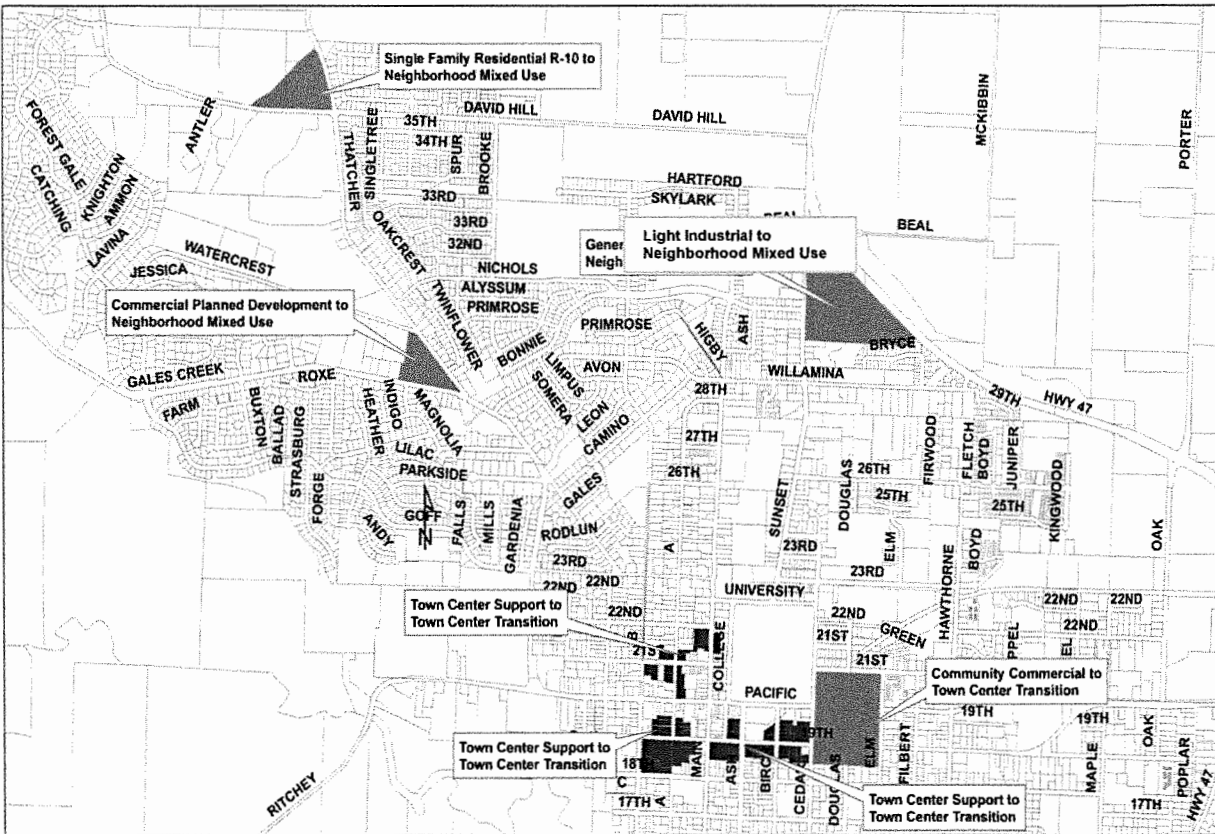 Single Family Residential R-10 to
Neighborhood Mixed Use
DAVID HILL
DAVID HILL
35TH
34TH
SPUR
BROOKE
SINGLETREE
THATCHER
ANTLER
FOREST GALE
CATCHING
KNIGHTON
AMMON
LAVINA
JESSICA
WATERCREST
MCKIBBIN
PORTER
HARTFORD
SKYLARK
BEAL
33RD
33RD
32ND
OAKCREST
NICHOLS
ALYSSUM
PRIMROSE
TWINFLOWER
Light Industrial to
Neighborhood Mixed Use
Commercial Planned Development to
Neighborhood Mixed Use
PRIMROSE
BONNIE
AVON
LIMPUS
SOMERA
LEON
CAMINO
HIGBY
ASH
BRYCE
WILLAMINA
28TH
29TH
HWY 47
GALES CREEK
ROXE
FARM
BUXTON
BALLAD
STRASBURG
FORGE
HEATHER
INDIGO
MAGNOLIA
LILAC
PARKSIDE
GOFF
ANDY
FALLS
MILLS
GARDENIA
GALES
RODLUN
27TH
26TH
SUNSET
DOUGLAS
26TH
25TH
FIRWOOD
FLETCH
BOYD
JUNIPER
25TH
KINGWOOD
OAK
ELM
23RD
23RD
A
23RD
22ND
22ND
22ND
UNIVERSITY
HAWTHORNE
BOYD
22ND
22ND
22ND
22ND
GREEN
21ST
21ST
Town Center Support to
Town Center Transition
B
COLLEGE
PACIFIC
Community Commercial to
Town Center Transition
19TH
19TH
Town Center Support to
Town Center Transition
MAIN
ELM
FILBERT
MAPLE
OAK
POPLAR
C
17TH
A
17TH
HWY 47
RITCHEY
Town Center Support to
Town Center Transition